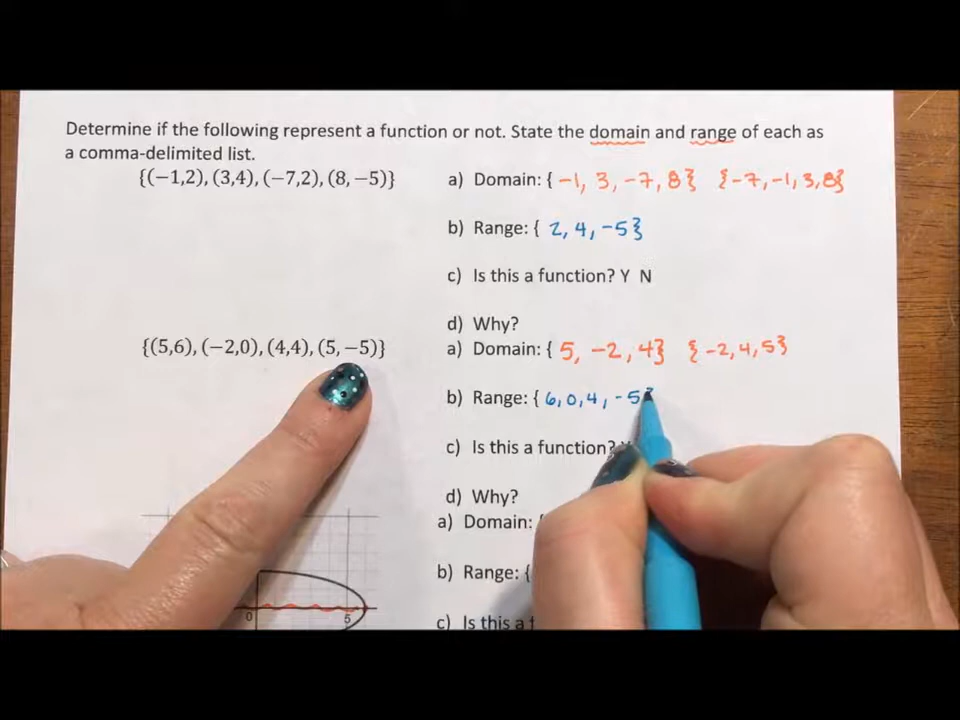 Determine if the following represent a function or not. State the domain and range of each as
a comma-delimited list.
{(−1,2), (3,4), (−7,2), (8, −5)}
a) Domain: { -1, 3, -7, 8} {-7, -1, 3, 8}
b) Range: { 2, 4, -5}
c) Is this a function? Y N
d) Why?
{(5,6), (−2,0), (4,4), (5, −5)}
a) Domain: { 5, -2, 4} {-2, 4, 5}
b) Range: { 6, 0, 4, -5}
c) Is this a function?
d) Why?
a) Domain: {
b) Range: {
c) Is this a
0 5